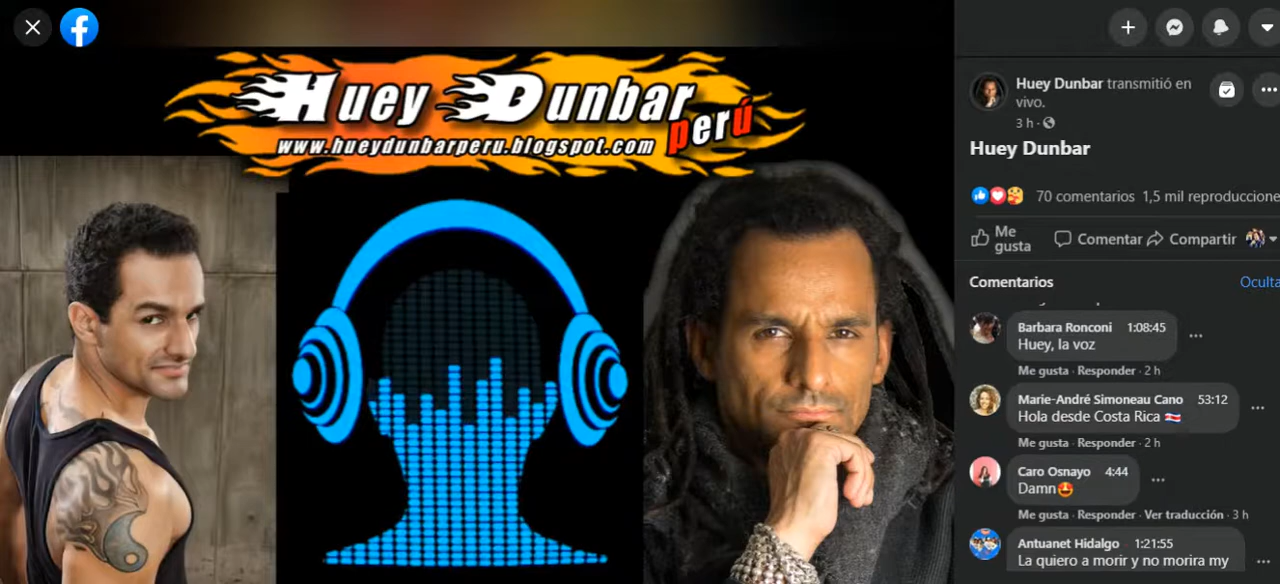 Huey Dunbar
perú
www.hueydunbarperu.blogspot.com
Huey Dunbar transmitió en
vivo.
3 h ·
Huey Dunbar
70 comentarios 1,5 mil reproduccione
Me
gusta
Comentar
Compartir
Comentarios
Oculta
Barbara Ronconi 1:08:45
Huey, la voz
Me gusta · Responder · 2 h
Marie-André Simoneau Cano 53:12
Hola desde Costa Rica 🇨🇷
Me gusta · Responder · 2 h
Caro Osnayo 4:44
Damn🤩
Me gusta · Responder · Ver traducción · 3 h
Antuanet Hidalgo · 1:21:55
La quiero a morir y no morira my